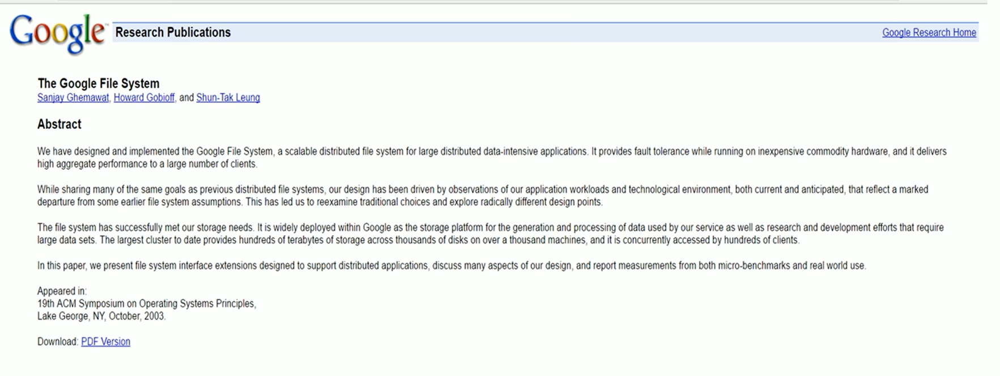 Google™ Research Publications Google Research Home
The Google File System
Sanjay Ghemawat, Howard Gobioff, and Shun-Tak Leung
Abstract
We have designed and implemented the Google File System, a scalable distributed file system for large distributed data-intensive applications. It provides fault tolerance while running on inexpensive commodity hardware, and it delivers
high aggregate performance to a large number of clients.
While sharing many of the same goals as previous distributed file systems, our design has been driven by observations of our application workloads and technological environment, both current and anticipated, that reflect a marked
departure from some earlier file system assumptions. This has led us to reexamine traditional choices and explore radically different design points.
The file system has successfully met our storage needs. It is widely deployed within Google as the storage platform for the generation and processing of data used by our service as well as research and development efforts that require
large data sets. The largest cluster to date provides hundreds of terabytes of storage across thousands of disks on over a thousand machines, and it is concurrently accessed by hundreds of clients.
In this paper, we present file system interface extensions designed to support distributed applications, discuss many aspects of our design, and report measurements from both micro-benchmarks and real world use.
Appeared in:
19th ACM Symposium on Operating Systems Principles,
Lake George, NY, October, 2003.
Download: PDF Version